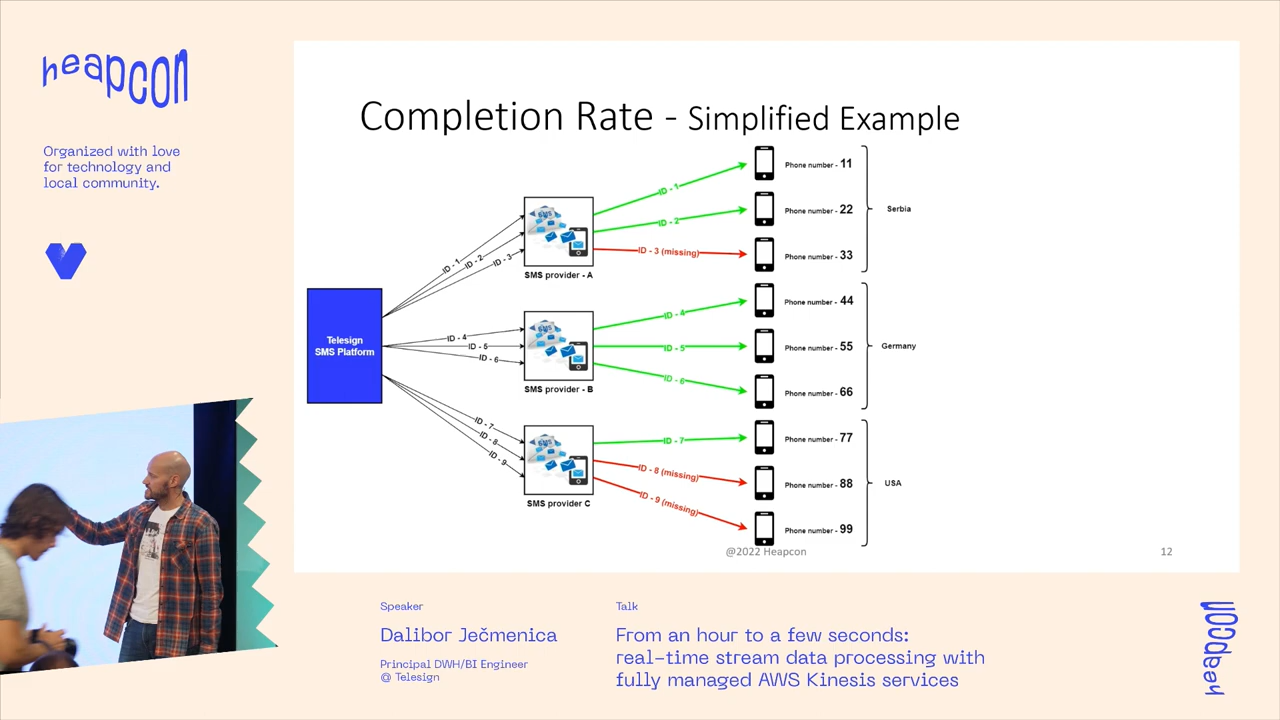 heapcon
Organized with love
for technology and
local community.
Completion Rate - Simplified Example
Telesign
SMS Platform
ID - 1
ID - 2
ID - 3
ID - 4
ID - 5
ID - 6
ID - 7
ID - 8
ID - 9
SMS provider - A
SMS provider - B
SMS provider C
ID - 1
ID - 2
ID - 3 (missing)
ID - 4
ID - 5
ID - 6
ID - 7
ID - 8 (missing)
ID - 9 (missing)
Phone number - 11
Phone number - 22
Phone number - 33
Serbia
Phone number - 44
Phone number - 55
Phone number - 66
Germany
Phone number - 77
Phone number - 88
Phone number - 99
USA
@2022 Heapcon
12
Speaker
Dalibor Ječmenica
Principal DWH/BI Engineer
@ Telesign
Talk
From an hour to a few seconds:
real-time stream data processing with
fully managed AWS Kinesis services
heapcon